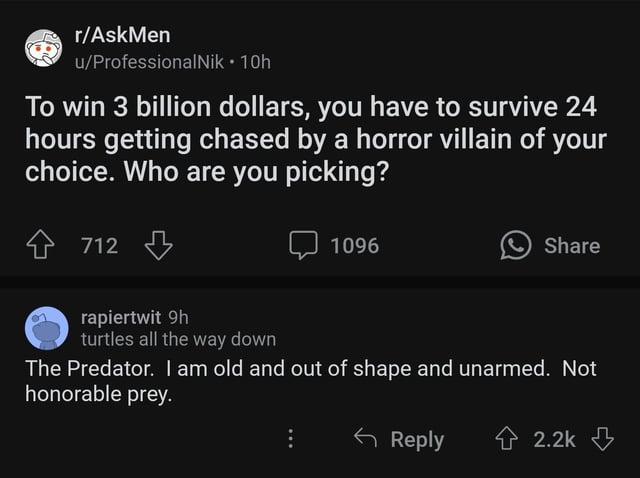 r/AskMen
u/ProfessionalNik • 10h
To win 3 billion dollars, you have to survive 24
hours getting chased by a horror villain of your
choice. Who are you picking?
712 1096 Share
rapiertwit 9h
turtles all the way down
The Predator. I am old and out of shape and unarmed. Not
honorable prey.
Reply 2.2k